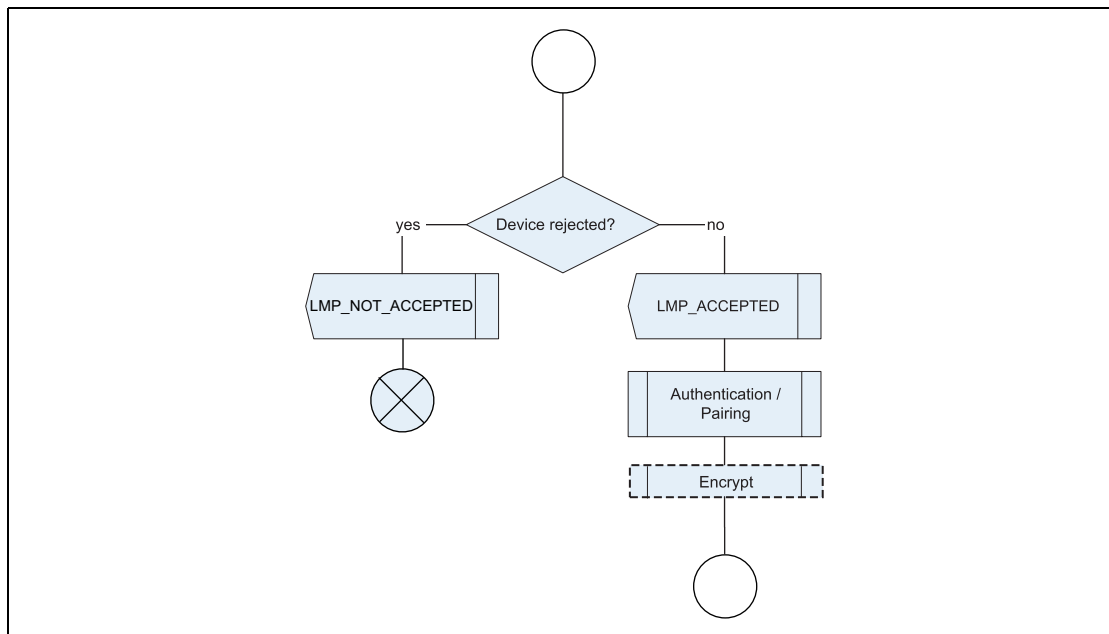 Device rejected?
yes
no
LMP_NOT_ACCEPTED
LMP_ACCEPTED
Authentication /
Pairing
Encrypt